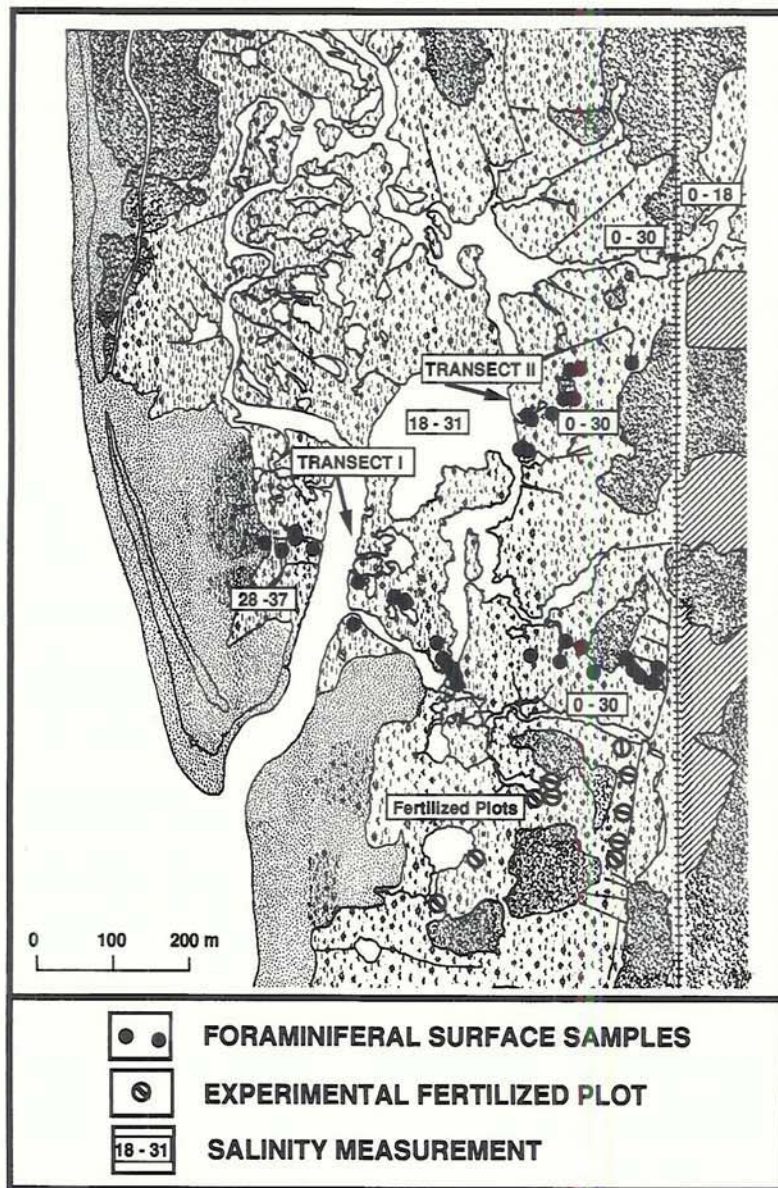 0 - 18
0 - 30
TRANSECT II
18 - 31
0 - 30
TRANSECT I
28 -37
0 - 30
Fertilized Plots
0 100 200 m
FORAMINIFERAL SURFACE SAMPLES
EXPERIMENTAL FERTILIZED PLOT
18 - 31 SALINITY MEASUREMENT